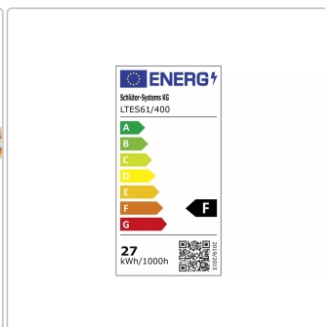 ENERG
Schlüter-Systems KG
LTES61/400
A
B
C
D
E
F
G
F
27
kWh/1000h
2019/2015